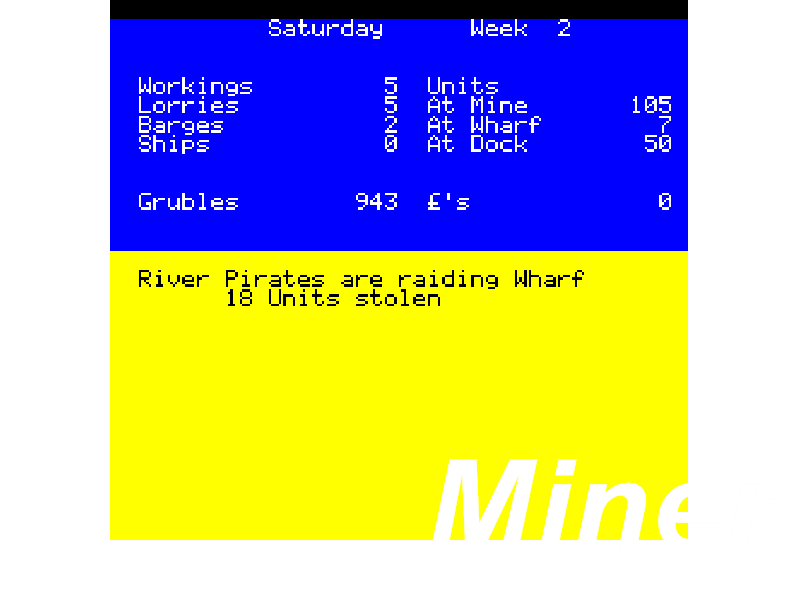 Saturday Week 2
Workings 5 Units
Lorries 5 At Mine 105
Barges 2 At Wharf 7
Ships 0 At Dock 50
Grubles 943 £'s 0
River Pirates are raiding Wharf
18 Units stolen
Mine